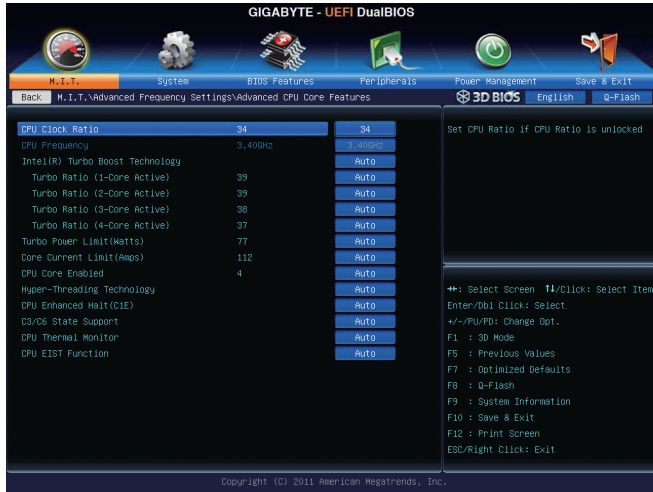 GIGABYTE - UEFI DualBIOS
M.I.T. System BIOS Features Peripherals Power Management Save & Exit
Back M.I.T.\Advanced Frequency Settings\Advanced CPU Core Features 3D BIOS English Q-Flash
CPU Clock Ratio 34 34
CPU Frequency 3.40GHz 3.40GHz
Intel(R) Turbo Boost Technology Auto
Turbo Ratio (1-Core Active) 39 Auto
Turbo Ratio (2-Core Active) 39 Auto
Turbo Ratio (3-Core Active) 38 Auto
Turbo Ratio (4-Core Active) 37 Auto
Turbo Power Limit(Watts) 77 Auto
Core Current Limit(Amps) 112 Auto
CPU Core Enabled 4 Auto
Hyper-Threading Technology Auto
CPU Enhanced Halt(C1E) Auto
C3/C6 State Support Auto
CPU Thermal Monitor Auto
CPU EIST Function Auto
Set CPU Ratio if CPU Ratio is unlocked
↔: Select Screen ↑↓/Click: Select Item
Enter/Dbl Click: Select
+/-/PU/PD: Change Opt.
F1 : 3D Mode
F5 : Previous Values
F7 : Optimized Defaults
F8 : Q-Flash
F9 : System Information
F10 : Save & Exit
F12 : Print Screen
ESC/Right Click: Exit
Copyright (C) 2011 American Megatrends, Inc.